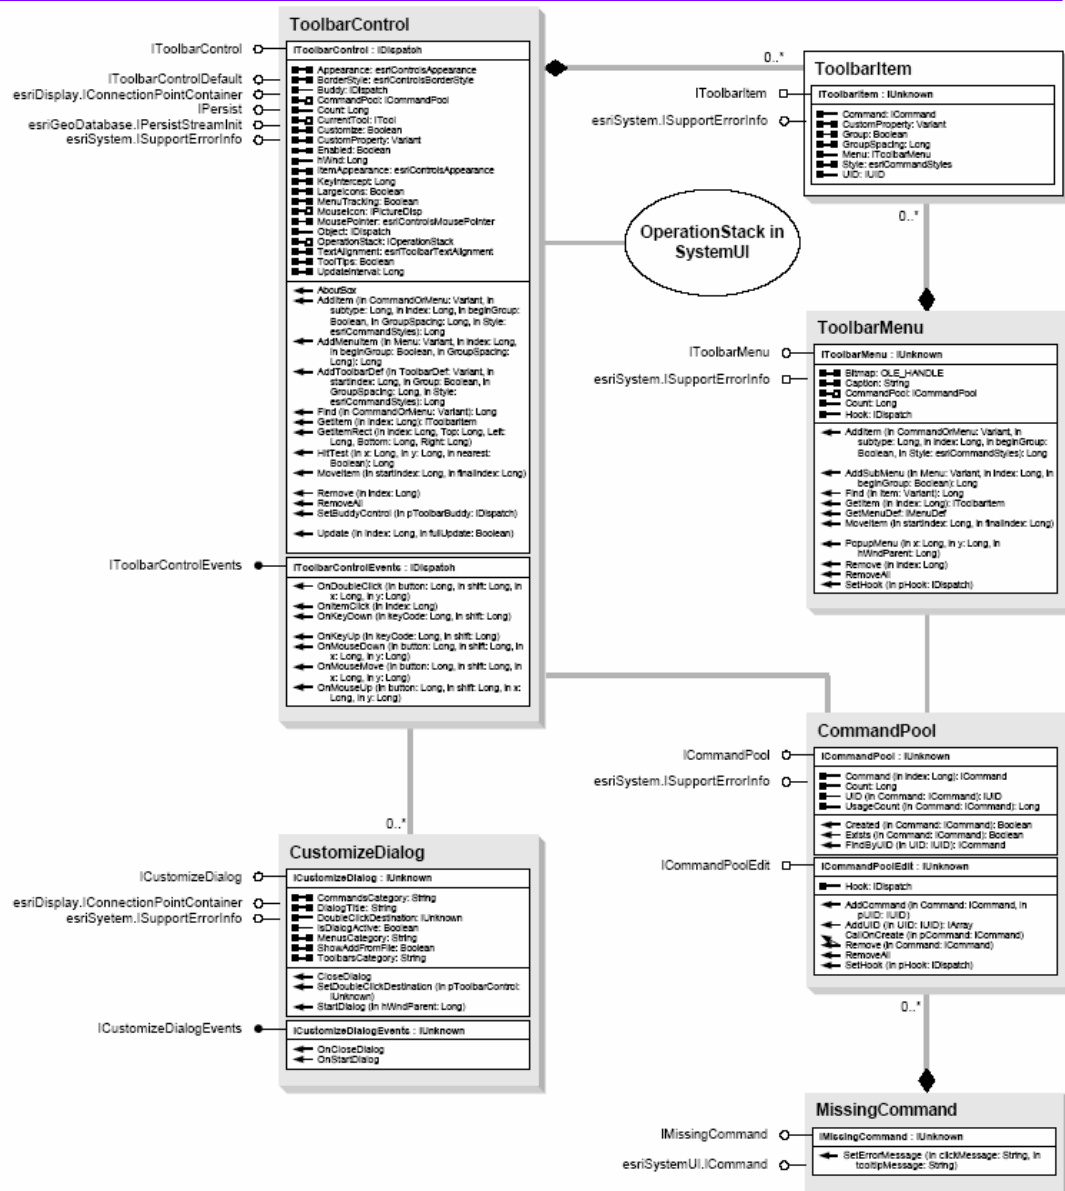 ToolbarControl
IToolbarControl
IToolbarControl : IDispatch
IToolbarControlDefault
esriDisplay.IConnectionPointContainer
IPersist
esriGeoDatabase.IPersistStreamInit
esriSystem.ISupportErrorInfo
Appearance: esriControlsAppearance
BorderStyle: esriControlsBorderStyle
Buddy: IDispatch
CommandPool: ICommandPool
Count: Long
CurrentTool: ITool
Customize: Boolean
CustomProperty: Variant
Enabled: Boolean
hWnd: Long
ItemAppearance: esriControlsAppearance
KeyIntercept: Long
LargeIcons: Boolean
MenuTracking: Boolean
MouseIcon: IPictureDisp
MousePointer: esriControlsMousePointer
Object: IDispatch
OperationStack: IOperationStack
TextAlignment: esriToolbarTextAlignment
ToolTips: Boolean
UpdateInterval: Long
AboutBox
AddItem (in CommandOrMenu: Variant, in
subtype: Long, in Index: Long, in beginGroup:
Boolean, in GroupSpacing: Long, in Style:
esriCommandStyles): Long
AddMenuItem (in Menu: Variant, in Index: Long,
in beginGroup: Boolean, in GroupSpacing:
Long): Long
AddToolbarDef (in ToolbarDef: Variant, in
startIndex: Long, in Group: Boolean, in
GroupSpacing: Long, in Style:
esriCommandStyles): Long
Find (in CommandOrMenu: Variant): Long
GetItem (in Index: Long): IToolbarItem
GetItemRect (in Index: Long, Top: Long, Left:
Long, Bottom: Long, Right: Long)
HitTest (in x: Long, in y: Long, in nearest:
Boolean): Long
MoveItem (in startIndex: Long, in finalIndex: Long)
Remove (in Index: Long)
RemoveAll
SetBuddyControl (in pToolbarBuddy: IDispatch)
Update (in Index: Long, in fullUpdate: Boolean)
IToolbarControlEvents
IToolbarControlEvents : IDispatch
OnDoubleClick (in button: Long, in shift: Long, in
x: Long, in y: Long)
OnItemClick (in Index: Long)
OnKeyDown (in keyCode: Long, in shift: Long)
OnKeyUp (in keyCode: Long, in shift: Long)
OnMouseDown (in button: Long, in shift: Long, in
x: Long, in y: Long)
OnMouseMove (in button: Long, in shift: Long, in
x: Long, in y: Long)
OnMouseUp (in button: Long, in shift: Long, in x:
Long, in y: Long)
0..*
ToolbarItem
IToolbarItem
IToolbarItem : IUnknown
esriSystem.ISupportErrorInfo
Command: ICommand
CustomProperty: Variant
Group: Boolean
GroupSpacing: Long
Menu: IToolbarMenu
Style: esriCommandStyles
UID: IUID
0..*
OperationStack in
SystemUI
ToolbarMenu
IToolbarMenu
IToolbarMenu : IUnknown
esriSystem.ISupportErrorInfo
Bitmap: OLE_HANDLE
Caption: String
CommandPool: ICommandPool
Count: Long
Hook: IDispatch
AddItem (in CommandOrMenu: Variant, in
subtype: Long, in Index: Long, in beginGroup:
Boolean, in Style: esriCommandStyles): Long
AddSubMenu (in Menu: Variant, in Index: Long, in
beginGroup: Boolean): Long
Find (in Item: Variant): Long
GetItem (in Index: Long): IToolbarItem
GetMenuDef: IMenuDef
MoveItem (in startIndex: Long, in finalIndex: Long)
PopupMenu (in x: Long, in y: Long, in
hWndParent: Long)
Remove (in Index: Long)
RemoveAll
SetHook (in pHook: IDispatch)
CommandPool
ICommandPool
ICommandPool : IUnknown
esriSystem.ISupportErrorInfo
Command (in Index: Long): ICommand
Count: Long
UID (in Command: ICommand): IUID
UsageCount (in Command: ICommand): Long
Created (in Command: ICommand): Boolean
Exists (in Command: ICommand): Boolean
FindByUID (in UID: IUID): ICommand
ICommandPoolEdit
ICommandPoolEdit : IUnknown
Hook: IDispatch
AddCommand (in Command: ICommand, in
pUID: IUID)
AddUID (in UID: IUID): IArray
CallOnCreate (in pCommand: ICommand)
Remove (in Command: ICommand)
RemoveAll
SetHook (in pHook: IDispatch)
0..*
0..*
CustomizeDialog
ICustomizeDialog
ICustomizeDialog : IUnknown
esriDisplay.IConnectionPointContainer
esriSyetem.ISupportErrorInfo
CommandsCategory: String
DialogTitle: String
DoubleClickDestination: IUnknown
IsDialogActive: Boolean
MenusCategory: String
ShowAddFromFile: Boolean
ToolbarsCategory: String
CloseDialog
SetDoubleClickDestination (in pToolbarControl:
IUnknown)
StartDialog (in hWndParent: Long)
ICustomizeDialogEvents
ICustomizeDialogEvents : IUnknown
OnCloseDialog
OnStartDialog
MissingCommand
IMissingCommand
IMissingCommand : IUnknown
esriSystemUI.ICommand
SetErrorMessage (in clickMessage: String, in
tooltipMessage: String)